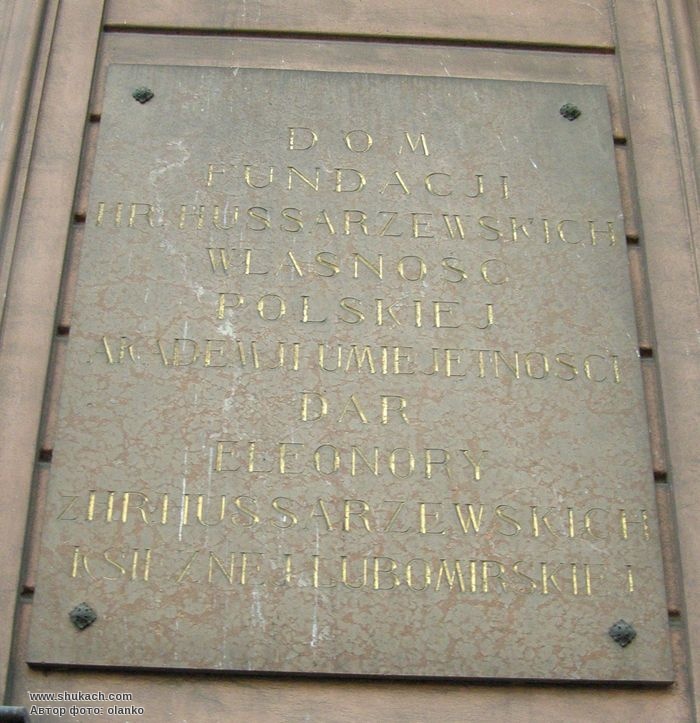 DOM
FUNDACJI
HR. HUSSARZEWSKICH
WŁASNOŚĆ
POLSKIEJ
AKADEMJI UMIEJĘTNOŚCI
DAR
ELEONORY
Z HR. HUSSARZEWSKICH
KSIĘŻNEJ LUBOMIRSKIEJ
www.shukach.com
Автор фото: olanko